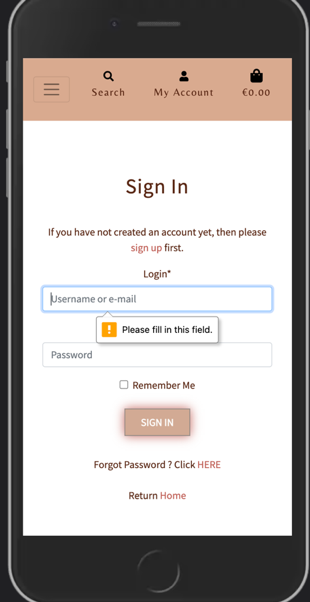 Search My Account €0.00
Sign In
If you have not created an account yet, then please
sign up first.
Login*
Username or e-mail
Please fill in this field.
Password
Remember Me
SIGN IN
Forgot Password ? Click HERE
Return Home